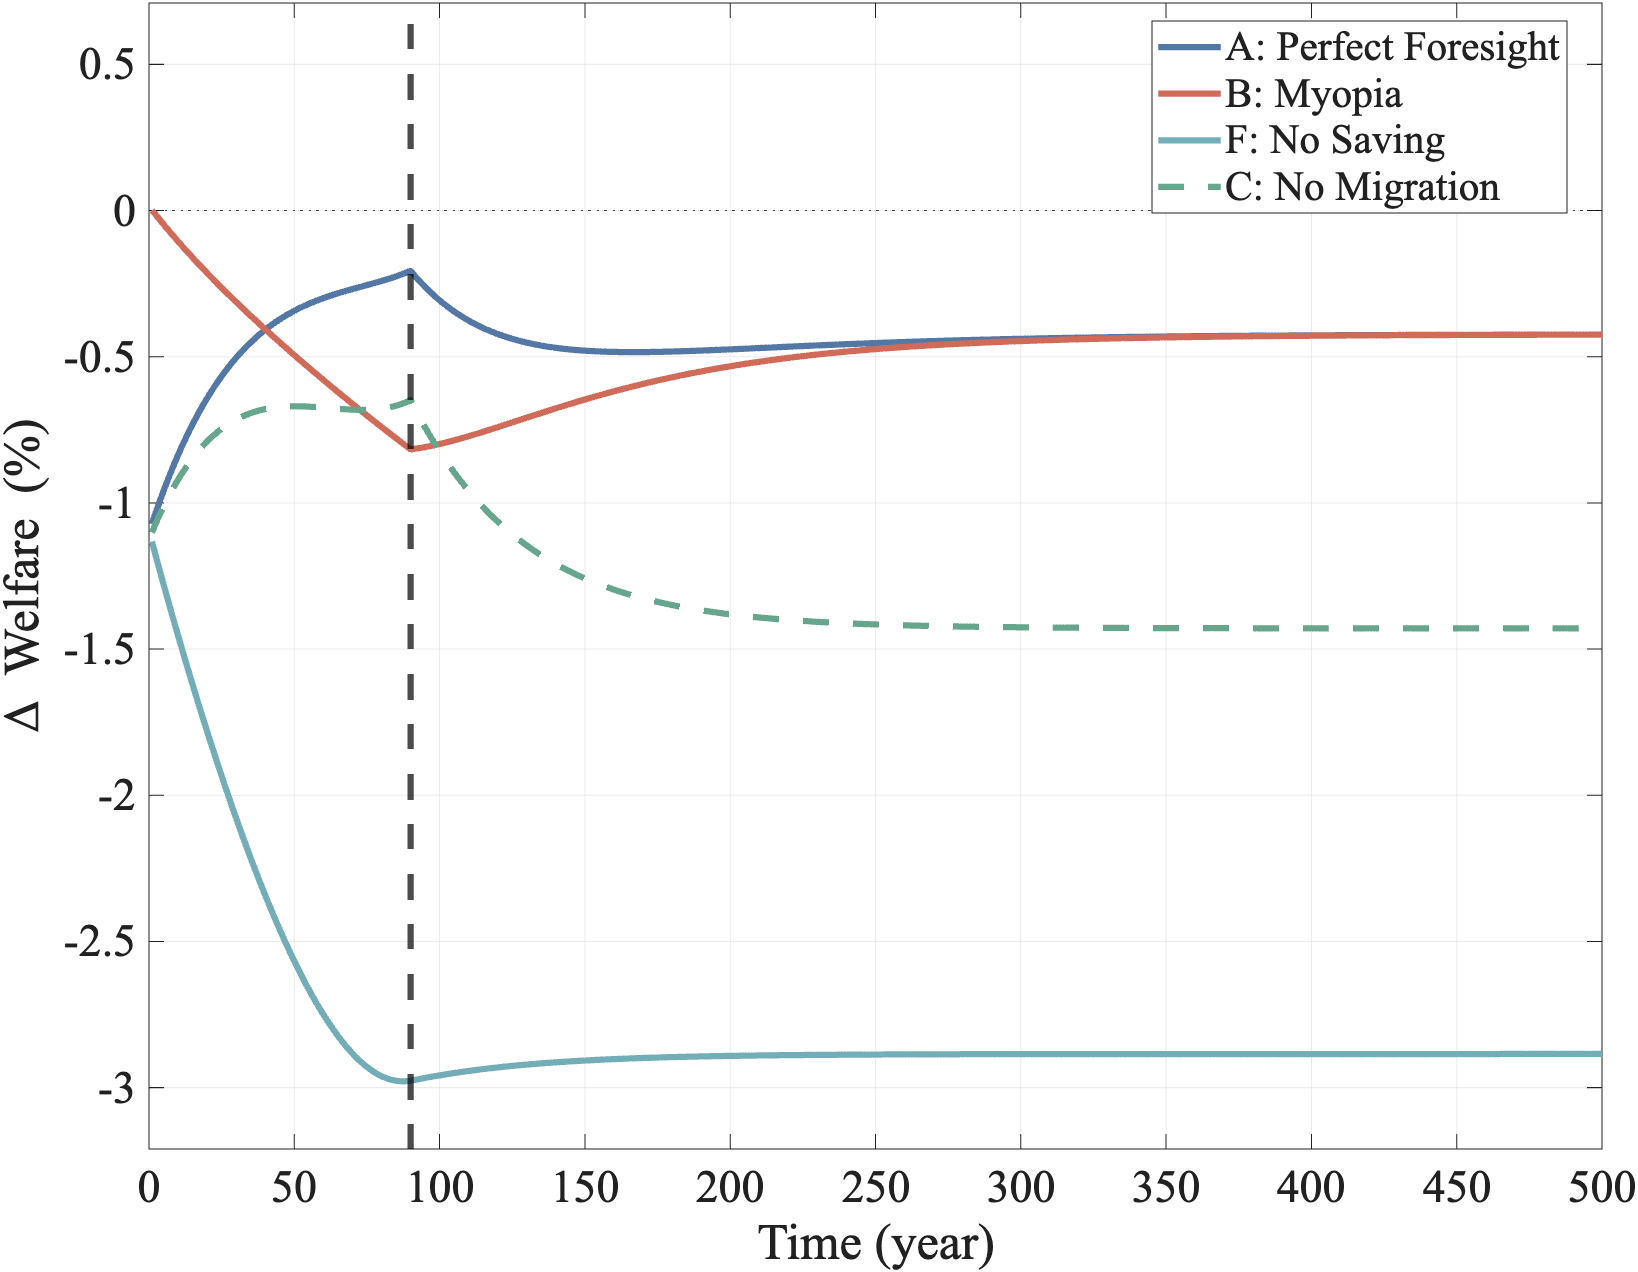 A: Perfect Foresight
B: Myopia
F: No Saving
C: No Migration
0.5
0
-0.5
-1
-1.5
-2
-2.5
-3
Δ Welfare (%)
0 50 100 150 200 250 300 350 400 450 500
Time (year)